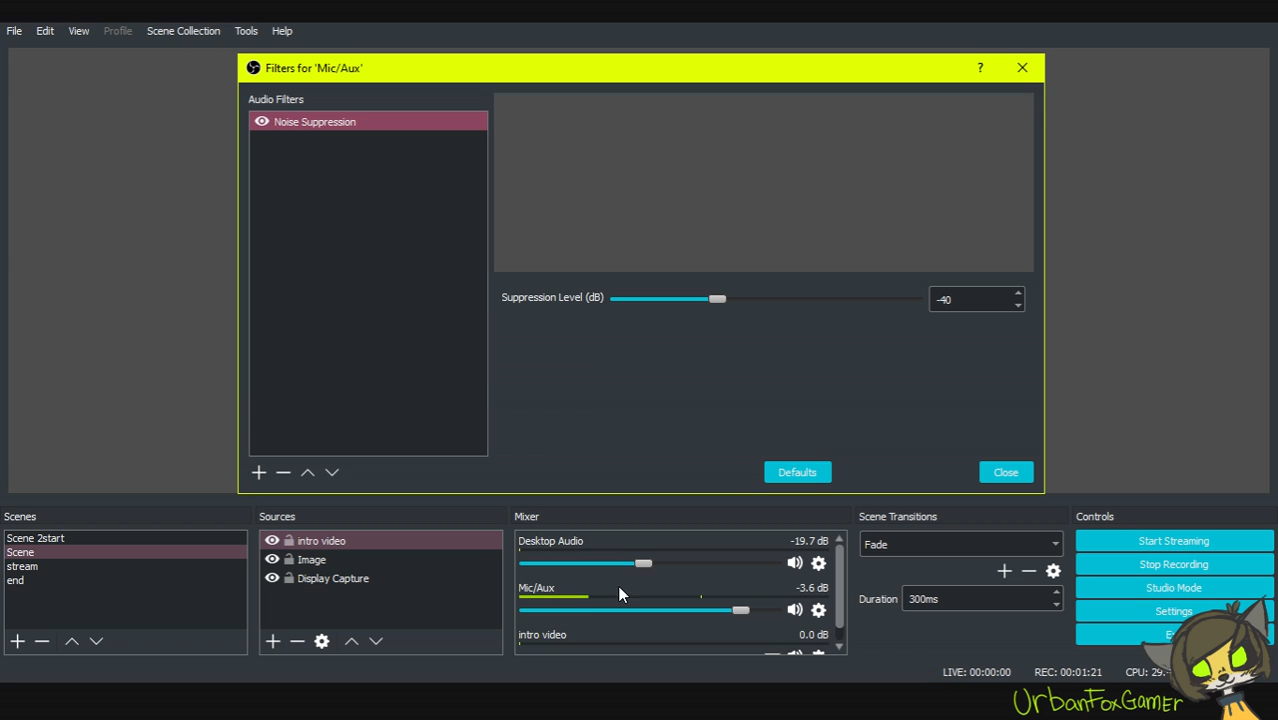 File Edit View Profile Scene Collection Tools Help
Filters for 'Mic/Aux' ?
Audio Filters
Noise Suppression
Suppression Level (dB) -40
Defaults Close
Scenes Sources Mixer Scene Transitions Controls
Scene 2start
Scene
stream
end
intro video
Image
Display Capture
Desktop Audio -19.7 dB
Mic/Aux -3.6 dB
intro video 0.0 dB
Fade
Duration 300ms
Start Streaming
Stop Recording
Studio Mode
Settings
LIVE: 00:00:00 REC: 00:01:21 CPU:
UrbanFoxGamer